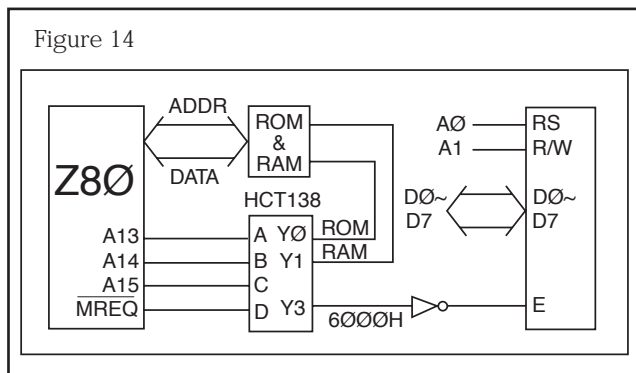 Figure 14
ADDR
DATA
Z8Ø
ROM
&
RAM
HCT138
A13
A14
A15
MREQ
A
B
C
D
YØ
Y1
Y3
ROM
RAM
6ØØØH
AØ
A1
DØ~
D7
RS
R/W
DØ~
D7
E